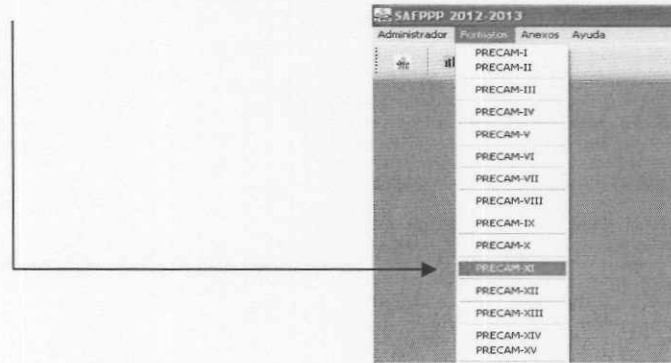 SAFPPP 2012-2013
Administrador Formatos Anexos Ayuda
PRECAM-I
PRECAM-II
PRECAM-III
PRECAM-IV
PRECAM-V
PRECAM-VI
PRECAM-VII
PRECAM-VIII
PRECAM-IX
PRECAM-X
PRECAM-XI
PRECAM-XII
PRECAM-XIII
PRECAM-XIV
PRECAM-XV